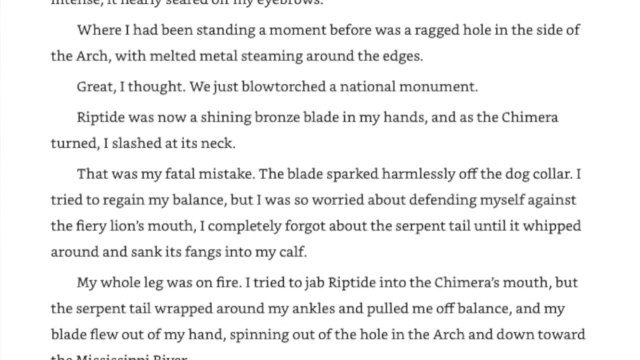 intense, it nearly seared off my eyebrows.
Where I had been standing a moment before was a ragged hole in the side of
the Arch, with melted metal steaming around the edges.
Great, I thought. We just blowtorched a national monument.
Riptide was now a shining bronze blade in my hands, and as the Chimera
turned, I slashed at its neck.
That was my fatal mistake. The blade sparked harmlessly off the dog collar. I
tried to regain my balance, but I was so worried about defending myself against
the fiery lion’s mouth, I completely forgot about the serpent tail until it whipped
around and sank its fangs into my calf.
My whole leg was on fire. I tried to jab Riptide into the Chimera’s mouth, but
the serpent tail wrapped around my ankles and pulled me off balance, and my
blade flew out of my hand, spinning out of the hole in the Arch and down toward
the Mississippi River.